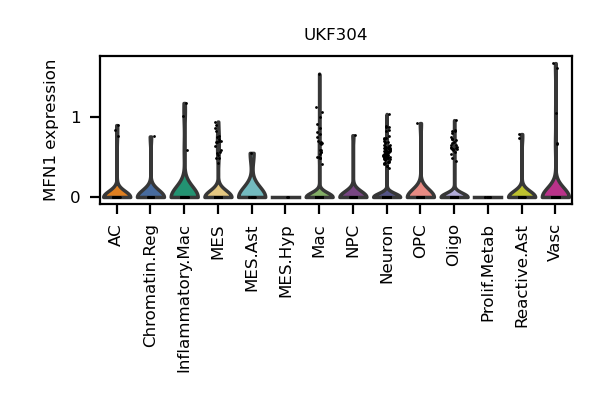 UKF304
MFN1 expression
1
0
AC
Chromatin.Reg
Inflammatory.Mac
MES
MES.Ast
MES.Hyp
Mac
NPC
Neuron
OPC
Oligo
Prolif.Metab
Reactive.Ast
Vasc